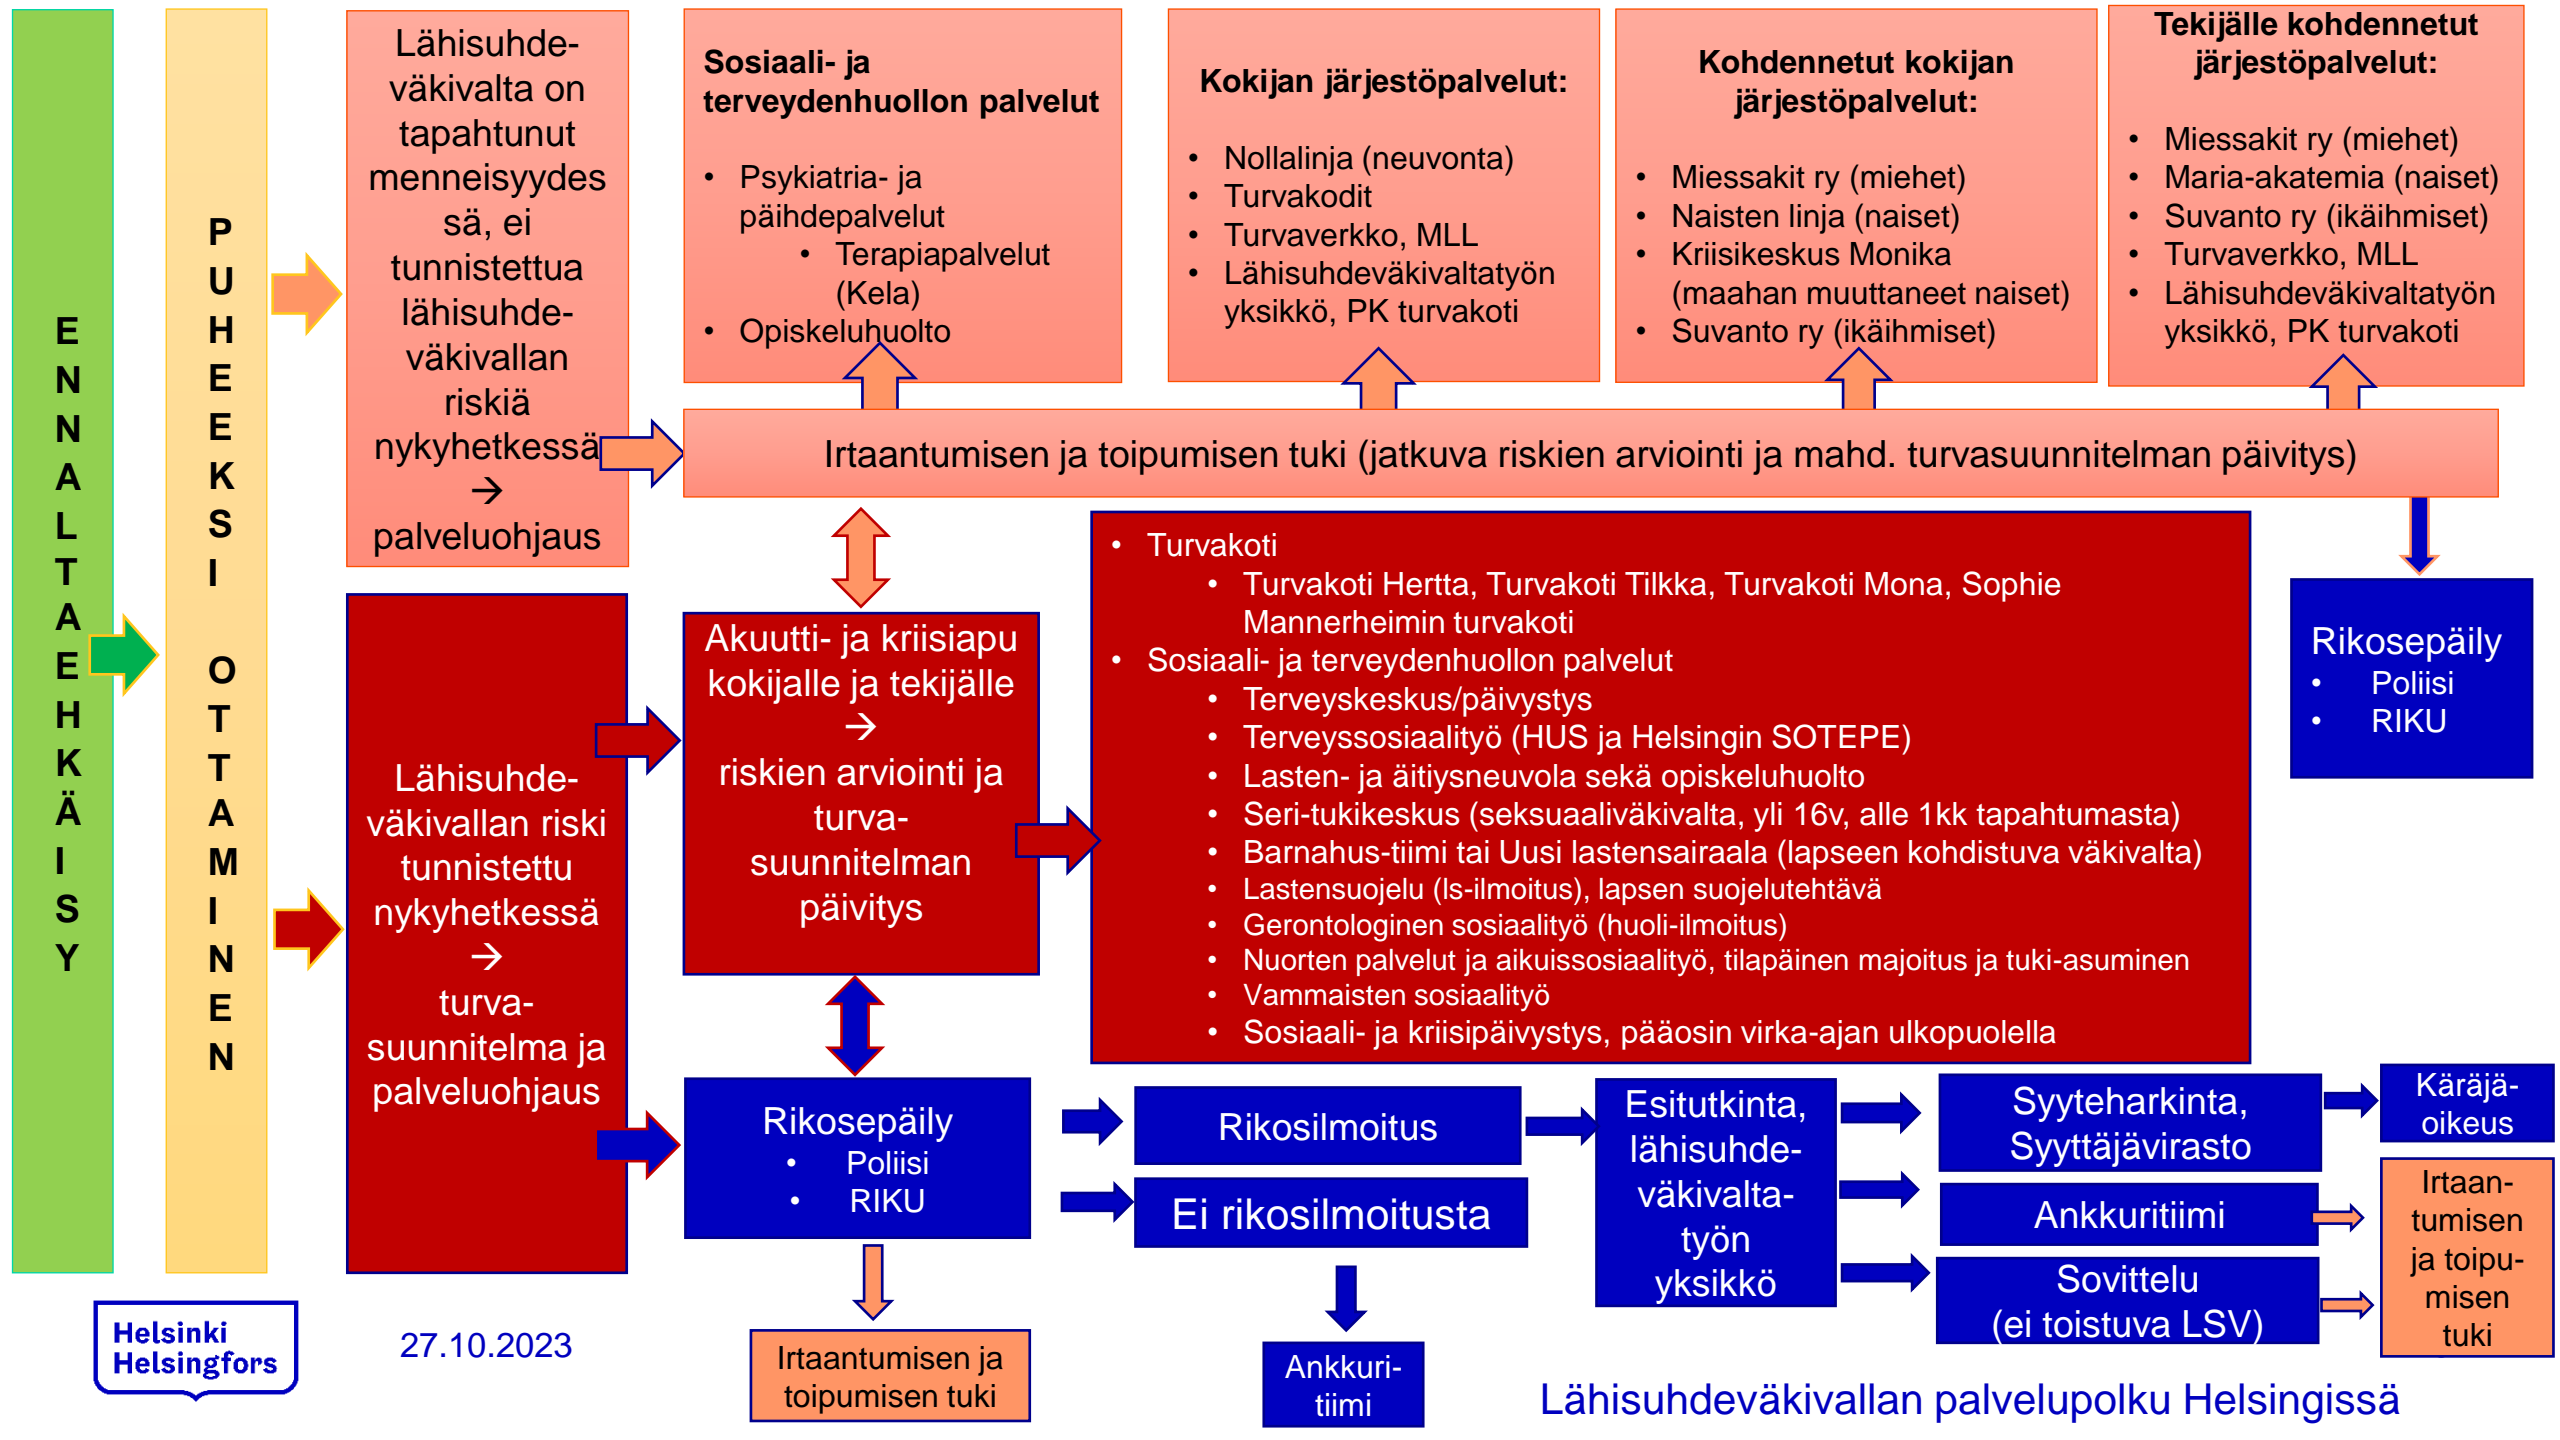 ENNALTAEHKÄISY
PUHEEKSI OTTAMINEN
Lähisuhde-
väkivalta on
tapahtunut
menneisyydes
sä, ei
tunnistettua
lähisuhde-
väkivallan
riskiä
nykyhetkessä
→
palveluohjaus
Sosiaali- ja
terveydenhuollon palvelut
• Psykiatria- ja
päihdepalvelut
• Terapiapalvelut
(Kela)
• Opiskeluhuolto
Kokijan järjestöpalvelut:
• Nollalinja (neuvonta)
• Turvakodit
• Turvaverkko, MLL
• Lähisuhdeväkivaltatyön
yksikkö, PK turvakoti
Kohdennetut kokijan
järjestöpalvelut:
• Miessakit ry (miehet)
• Naisten linja (naiset)
• Kriisikeskus Monika
(maahan muuttaneet naiset)
• Suvanto ry (ikäihmiset)
Tekijälle kohdennetut
järjestöpalvelut:
• Miessakit ry (miehet)
• Maria-akatemia (naiset)
• Suvanto ry (ikäihmiset)
• Turvaverkko, MLL
• Lähisuhdeväkivaltatyön
yksikkö, PK turvakoti
Irtaantumisen ja toipumisen tuki (jatkuva riskien arviointi ja mahd. turvasuunnitelman päivitys)
Lähisuhde-
väkivallan riski
tunnistettu
nykyhetkessä
→
turva-
suunnitelma ja
palveluohjaus
Akuutti- ja kriisiapu
kokijalle ja tekijälle
→
riskien arviointi ja
turva-
suunnitelman
päivitys
• Turvakoti
• Turvakoti Hertta, Turvakoti Tilkka, Turvakoti Mona, Sophie
Mannerheimin turvakoti
• Sosiaali- ja terveydenhuollon palvelut
• Terveyskeskus/päivystys
• Terveyssosiaalityö (HUS ja Helsingin SOTEPE)
• Lasten- ja äitiysneuvola sekä opiskeluhuolto
• Seri-tukikeskus (seksuaaliväkivalta, yli 16v, alle 1kk tapahtumasta)
• Barnahus-tiimi tai Uusi lastensairaala (lapseen kohdistuva väkivalta)
• Lastensuojelu (ls-ilmoitus), lapsen suojelutehtävä
• Gerontologinen sosiaalityö (huoli-ilmoitus)
• Nuorten palvelut ja aikuissosiaalityö, tilapäinen majoitus ja tuki-asuminen
• Vammaisten sosiaalityö
• Sosiaali- ja kriisipäivystys, pääosin virka-ajan ulkopuolella
Rikosepäily
• Poliisi
• RIKU
Rikosepäily
• Poliisi
• RIKU
Rikosilmoitus
Ei rikosilmoitusta
Esitutkinta,
lähisuhde-
väkivalta-
työn
yksikkö
Syyteharkinta,
Syyttäjävirasto
Ankkuritiimi
Sovittelu
(ei toistuva LSV)
Käräjä-
oikeus
Irtaan-
tumisen
ja toipu-
misen
tuki
Irtaantumisen ja
toipumisen tuki
Ankkuri-
tiimi
Helsinki
Helsingfors
27.10.2023
Lähisuhdeväkivallan palvelupolku Helsingissä